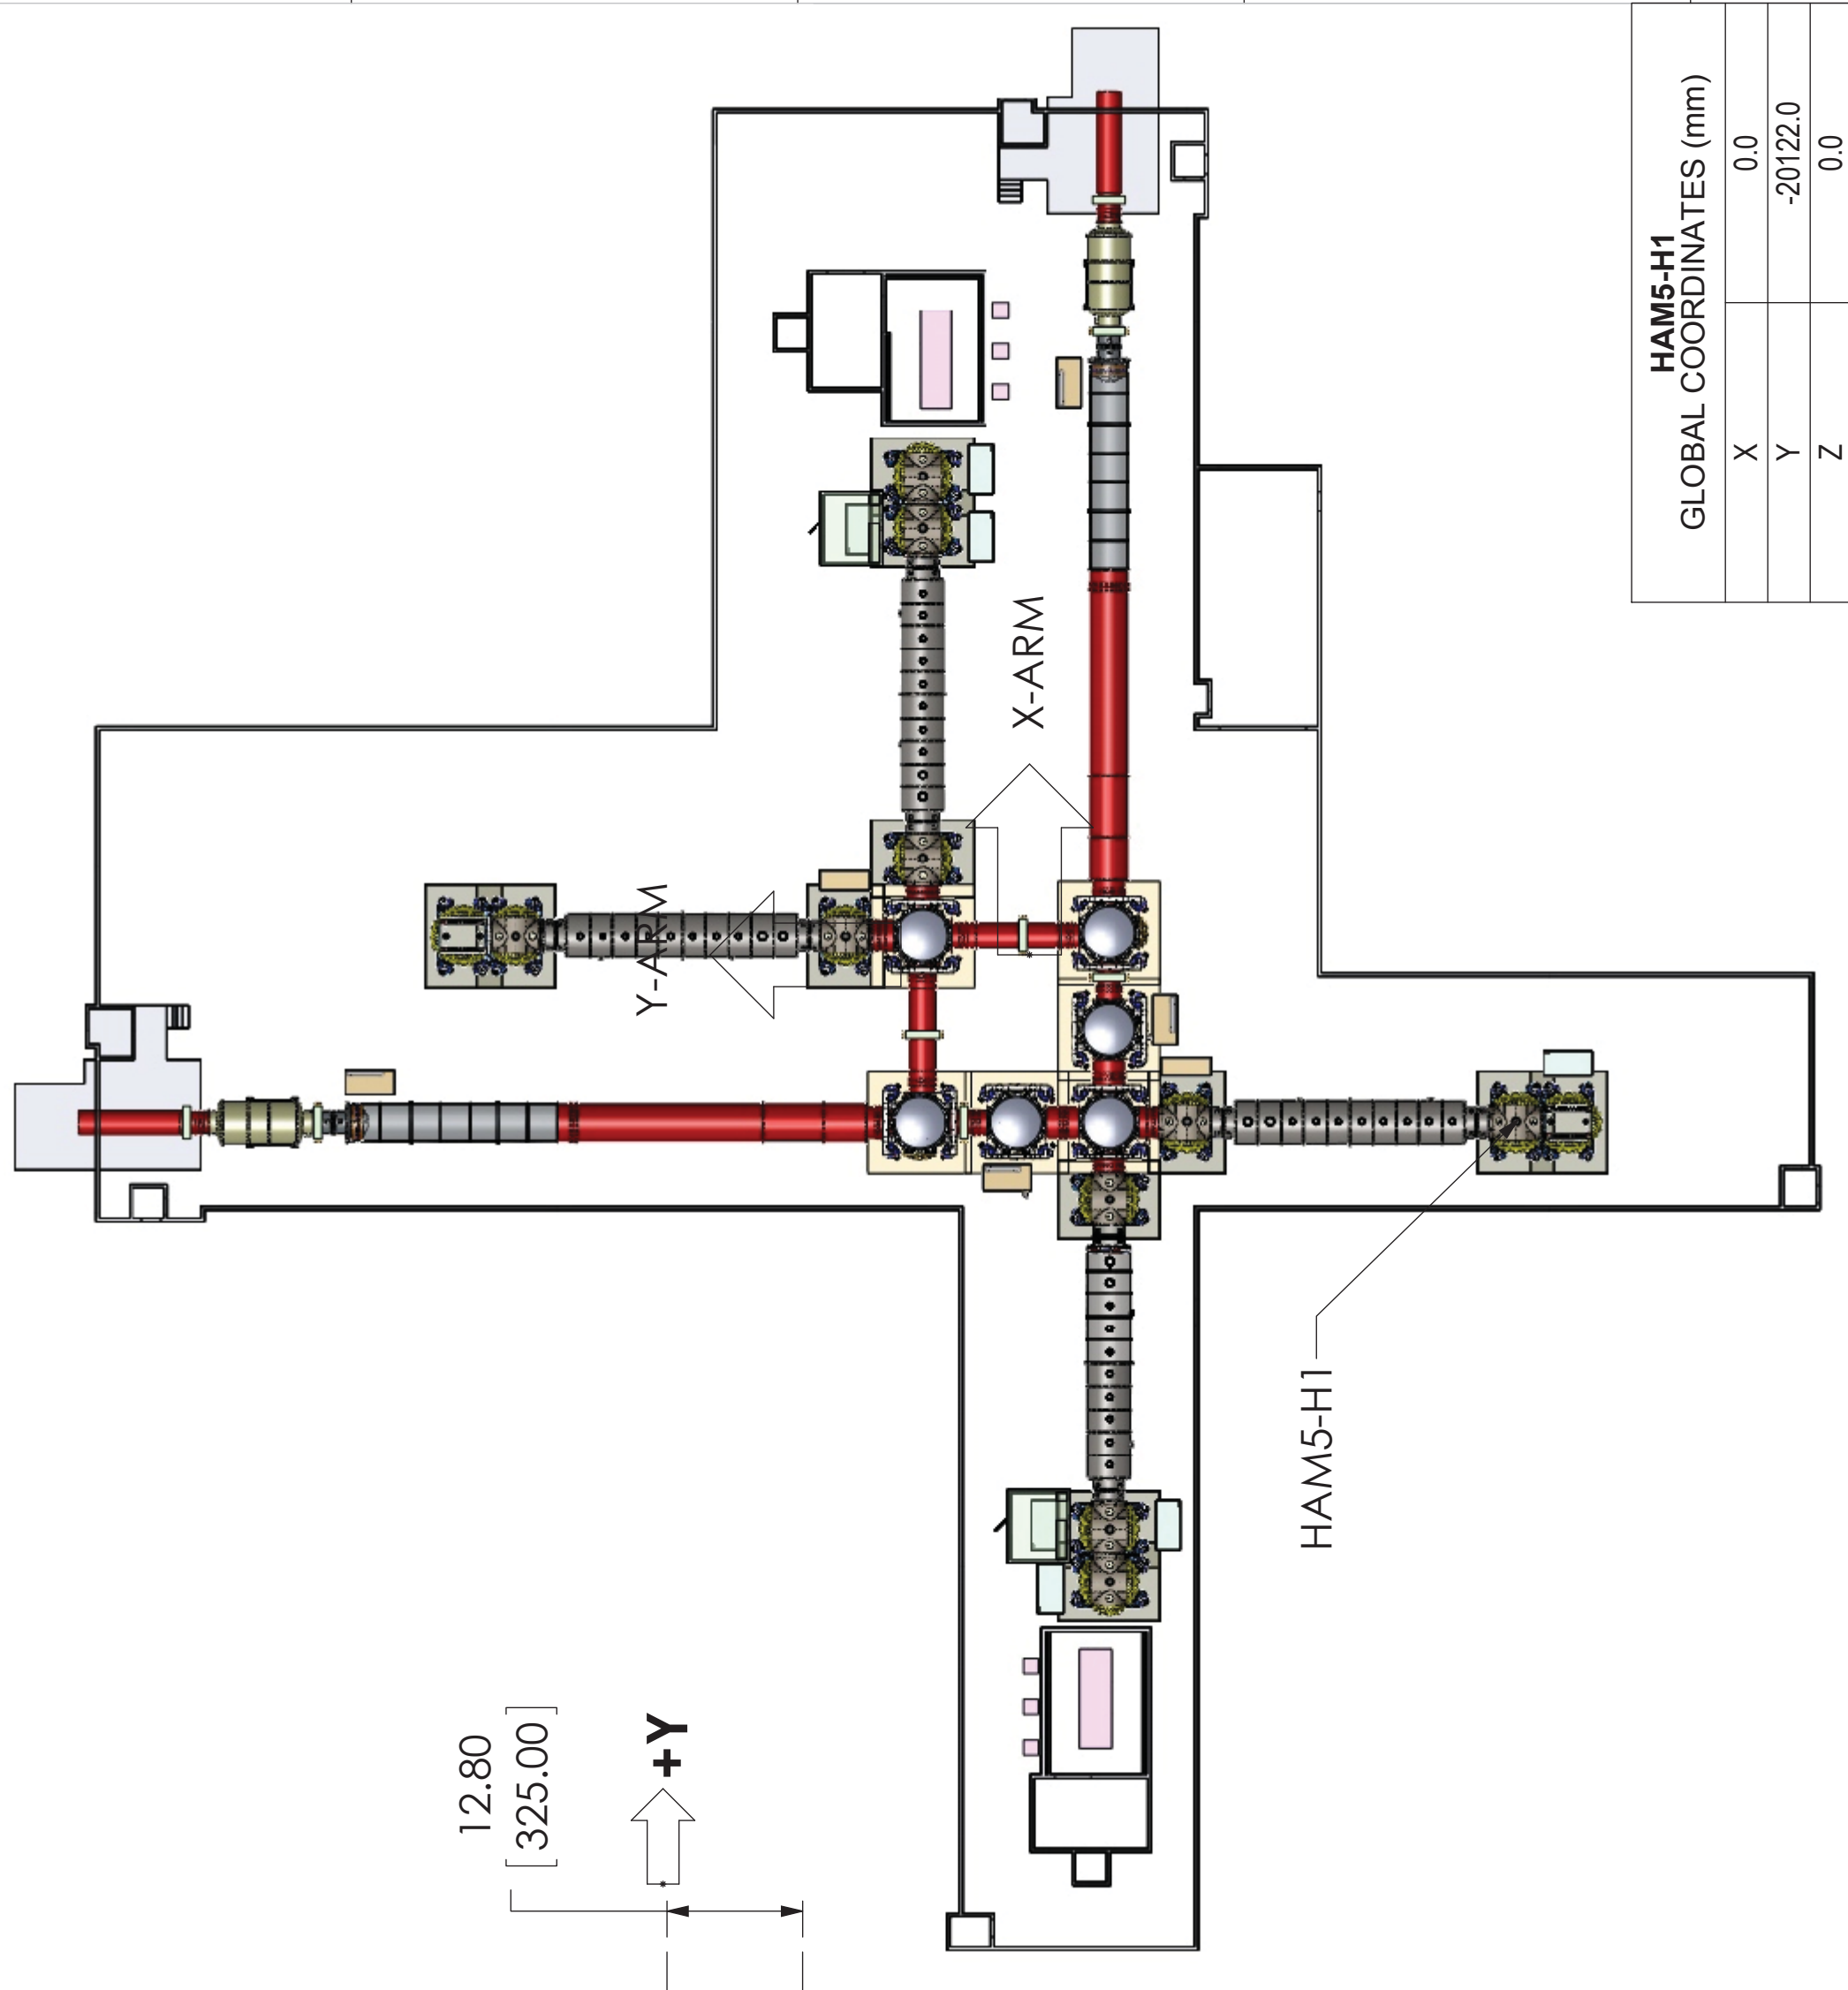 HAM5-H1
GLOBAL COORDINATES (mm)
X 0.0
Y -20122.0
Z 0.0
X-ARM
Y-ARM
HAM5-H1
12.80
[325.00]
+Y